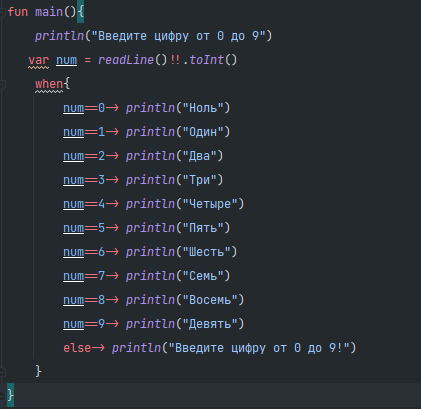 fun main(){
println("Введите цифру от 0 до 9")
var num = readLine()!!.toInt()
when{
num==0-> println("Ноль")
num==1-> println("Один")
num==2-> println("Два")
num==3-> println("Три")
num==4-> println("Четыре")
num==5-> println("Пять")
num==6-> println("Шесть")
num==7-> println("Семь")
num==8-> println("Восемь")
num==9-> println("Девять")
else-> println("Введите цифру от 0 до 9!")
}
}